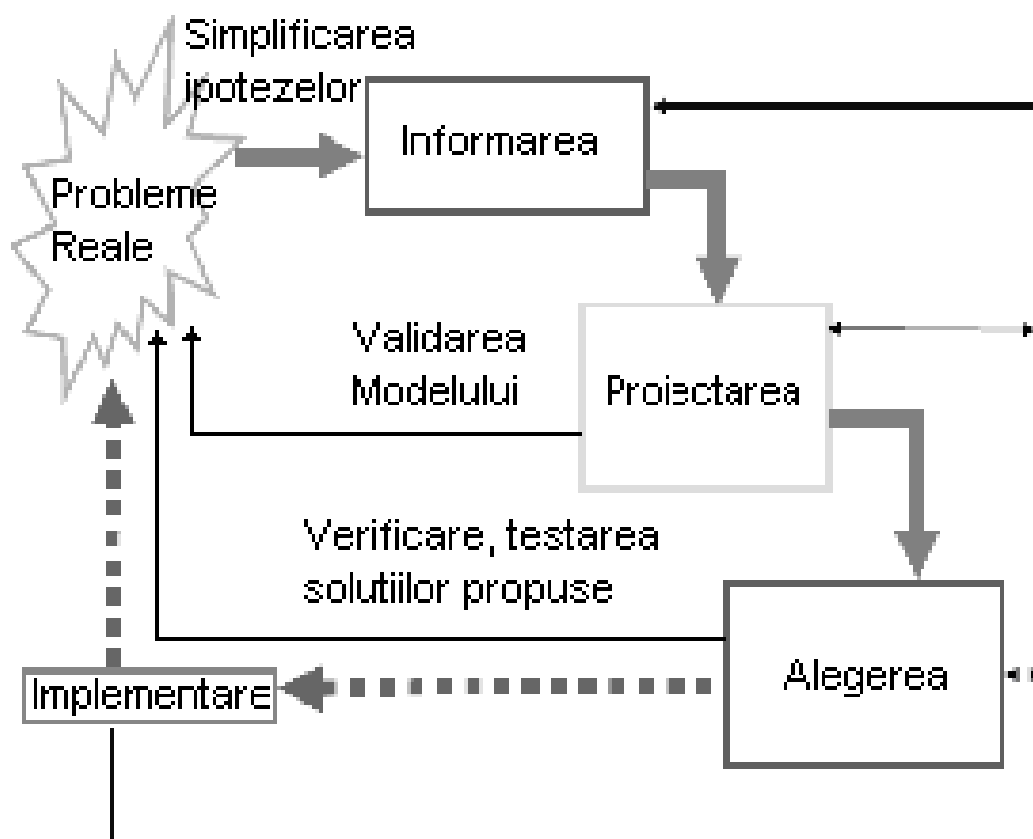 Simplificarea
ipotezelor
Informarea
Probleme
Reale
Validarea
Modelului
Proiectarea
Verificare, testarea
solutiilor propuse
Alegerea
Implementare